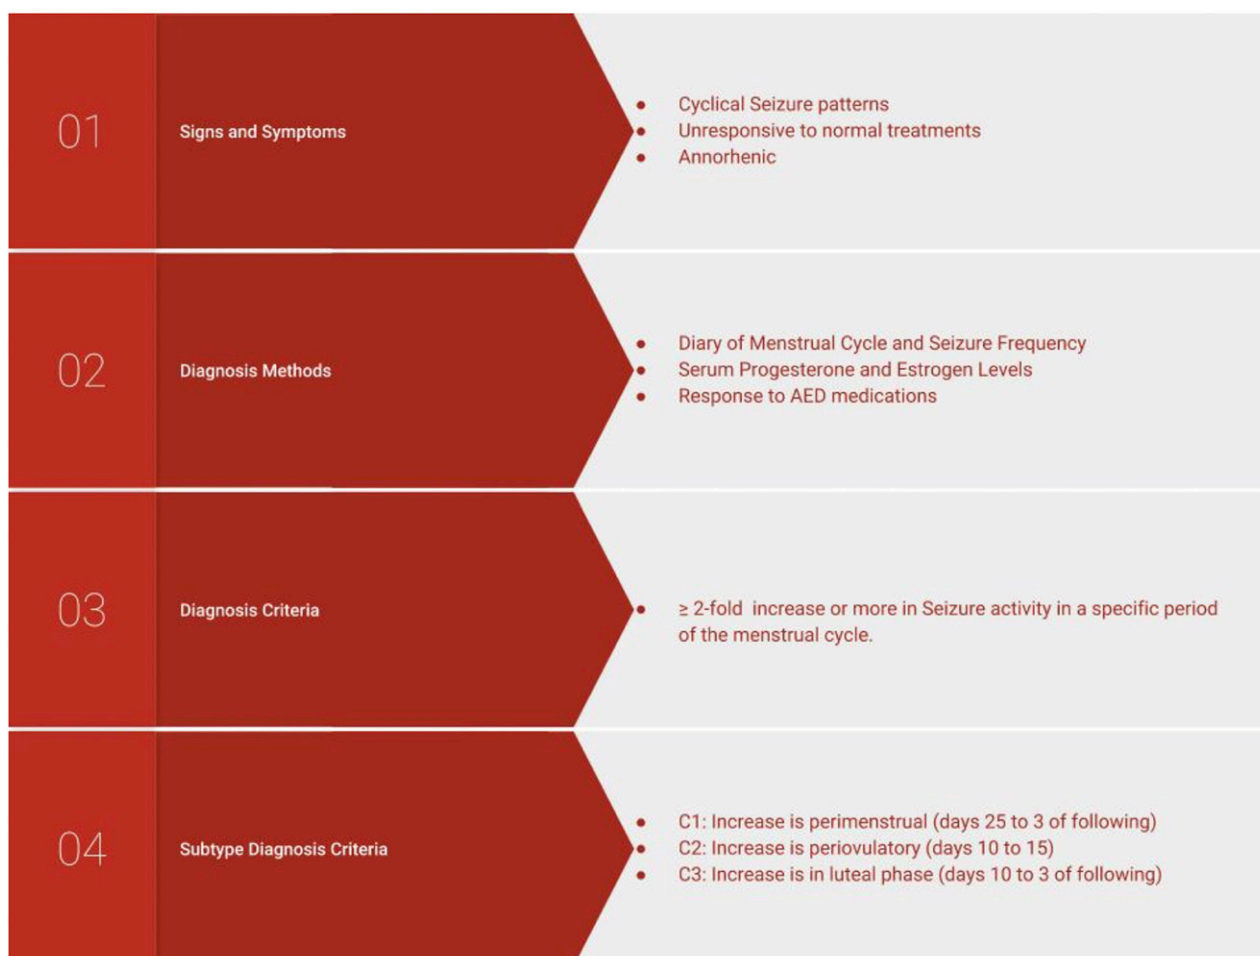 01
Signs and Symptoms
• Cyclical Seizure patterns
• Unresponsive to normal treatments
• Annorhenic
02
Diagnosis Methods
• Diary of Menstrual Cycle and Seizure Frequency
• Serum Progesterone and Estrogen Levels
• Response to AED medications
03
Diagnosis Criteria
• ≥ 2-fold increase or more in Seizure activity in a specific period
of the menstrual cycle.
04
Subtype Diagnosis Criteria
• C1: Increase is perimenstrual (days 25 to 3 of following)
• C2: Increase is periovulatory (days 10 to 15)
• C3: Increase is in luteal phase (days 10 to 3 of following)